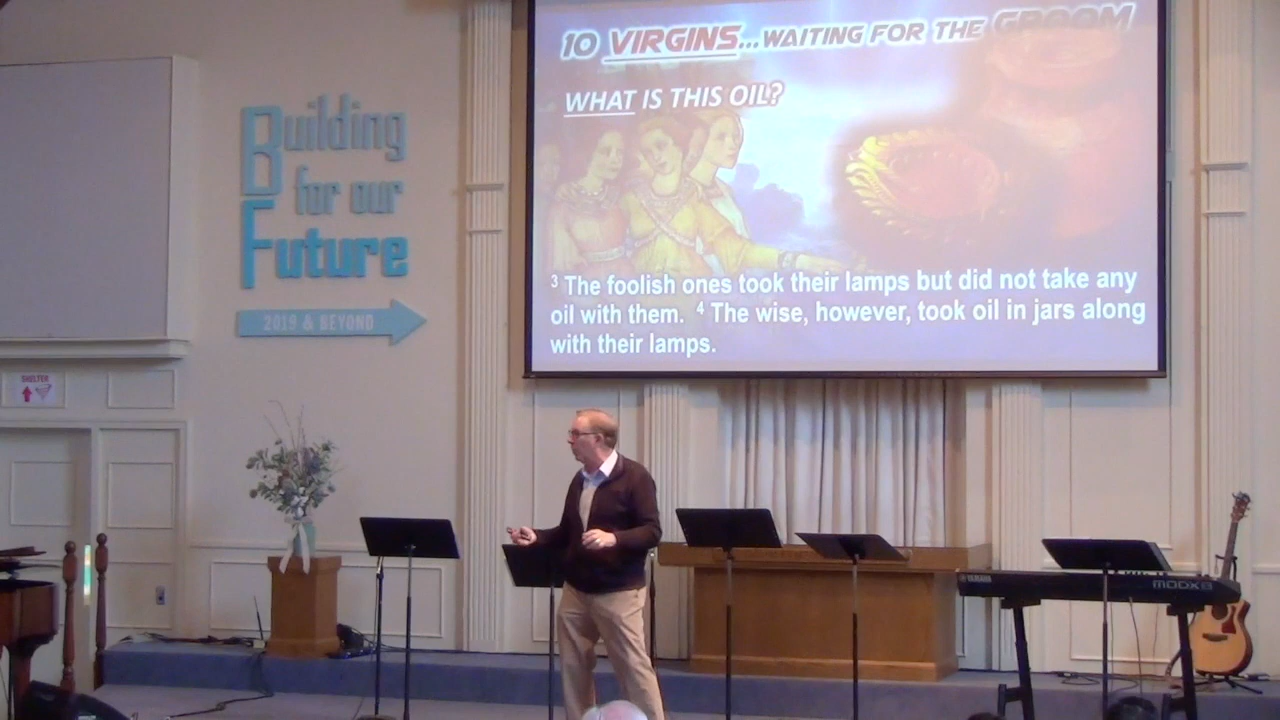 Building
for our
Future
2019 & BEYOND
SHELTER
10 VIRGINS...WAITING FOR THE GROOM
WHAT IS THIS OIL?
3 The foolish ones took their lamps but did not take any
oil with them. 4 The wise, however, took oil in jars along
with their lamps.
YAMAHA
MODX8